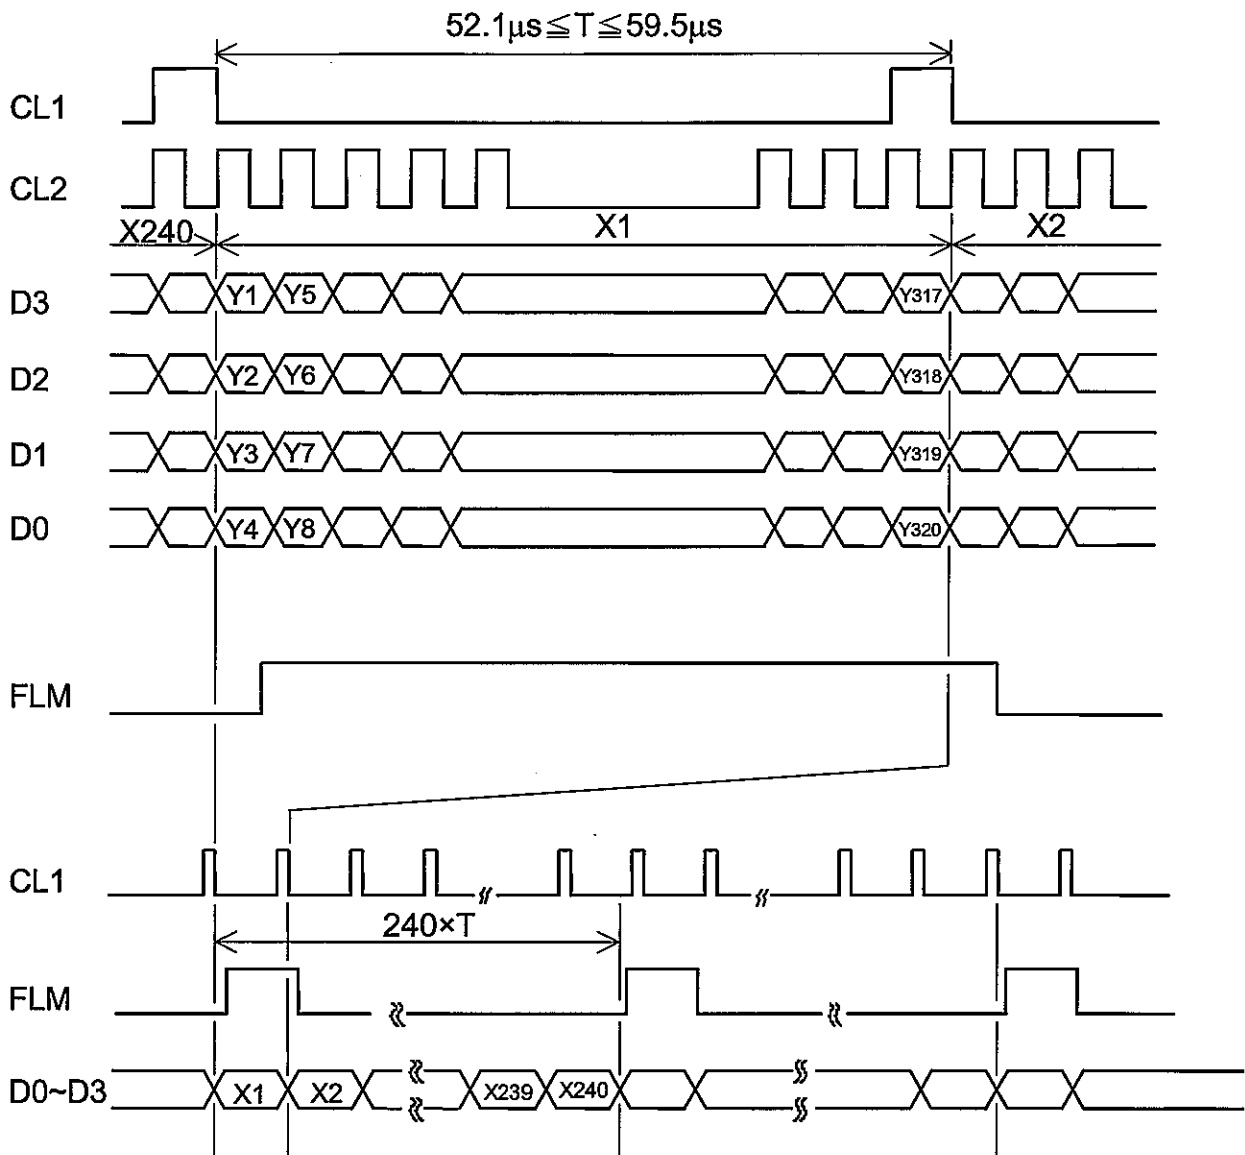 52.1μs≦T≦59.5μs
CL1
CL2
X240 X1 X2
D3 Y1 Y5 Y317
D2 Y2 Y6 Y318
D1 Y3 Y7 Y319
D0 Y4 Y8 Y320
FLM
CL1
240×T
FLM
D0~D3 X1 X2 X239 X240